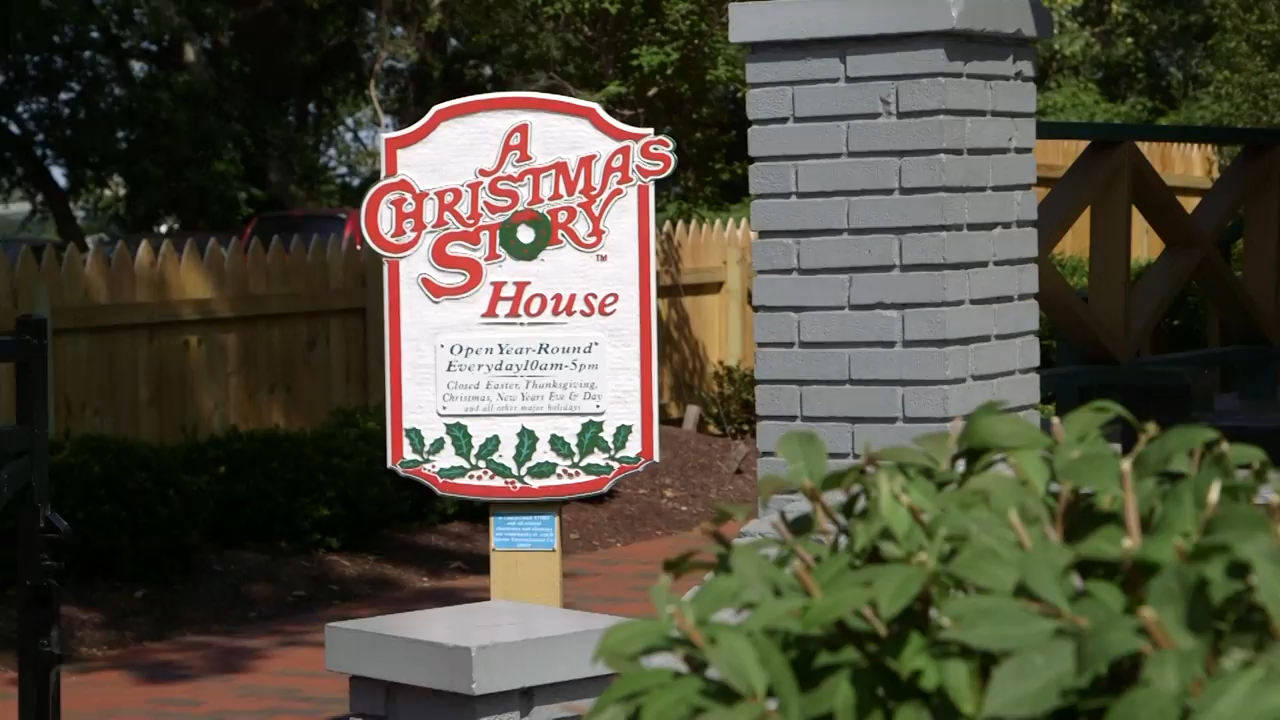 A
CHRISTMAS
STORY
TM
House
Open Year-Round
Everyday 10am-5pm
Closed Easter, Thanksgiving,
Christmas, New Years Eve & Day
and all other major holidays